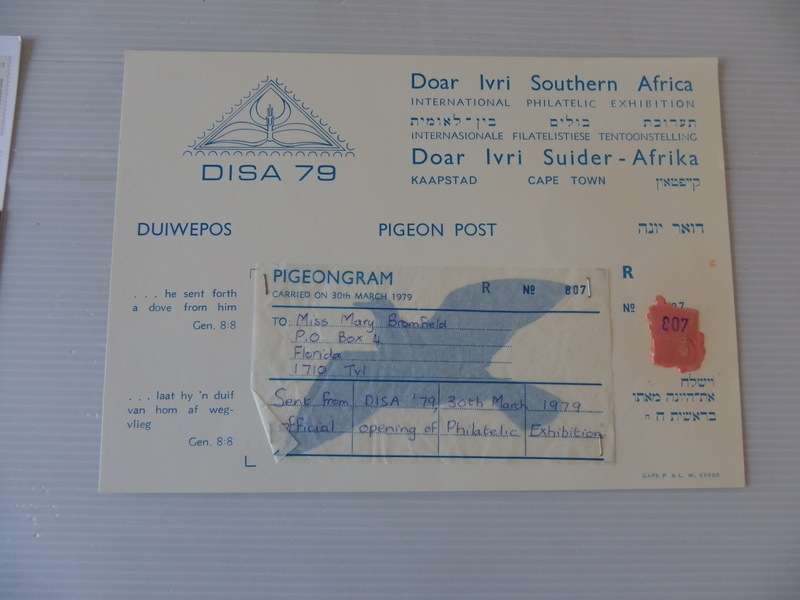 DISA 79
Doar Ivri Southern Africa
INTERNATIONAL PHILATELIC EXHIBITION
תערוכת בולים בין-לאומית
INTERNASIONALE FILATELISTIESE TENTOONSTELLING
Doar Ivri Suider-Afrika
KAAPSTAD CAPE TOWN קייפטאון
DUIWEPOS PIGEON POST דואר יונה
. . . he sent forth
a dove from him
Gen. 8:8
. . . laat hy 'n duif
van hom af weg-
vlieg
Gen. 8:8
PIGEONGRAM
CARRIED ON 30th MARCH 1979
R No 807
TO: Miss Mary Bromfield
P.O Box 4
Florida
1710 Tvl
Sent from DISA '79, 30th March 1979
official opening of Philatelic Exhibition
R
No
807
וישלח
את-היונה מאתו
בראשית ח ח